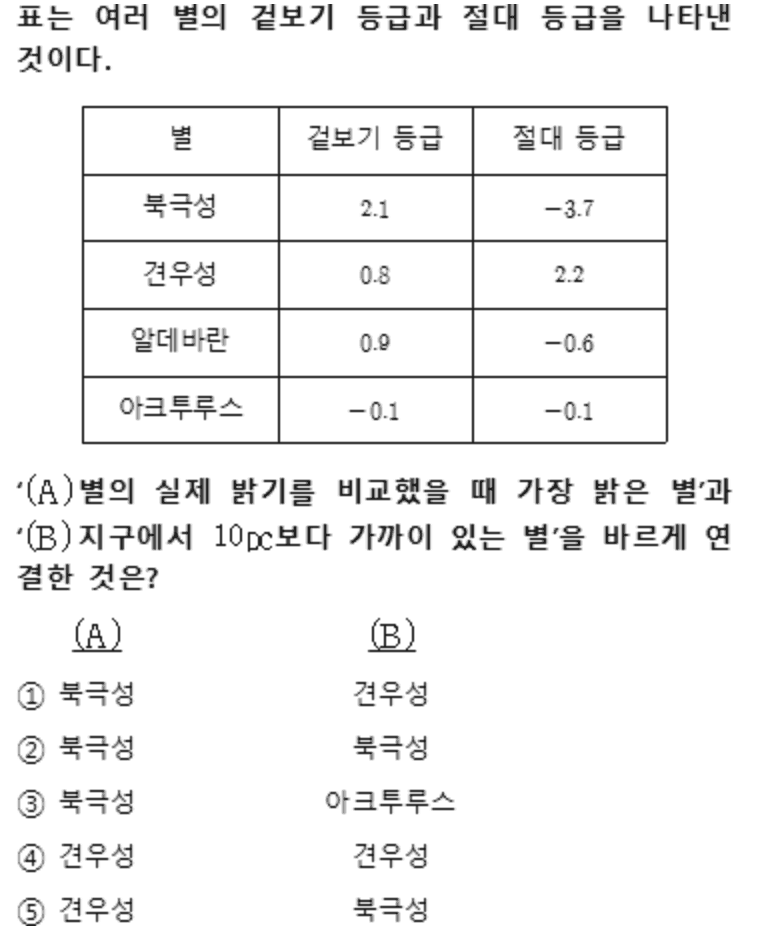 표는 여러 별의 겉보기 등급과 절대 등급을 나타낸
것이다.
별 겉보기 등급 절대 등급
북극성 2.1 -3.7
견우성 0.8 2.2
알데바란 0.9 -0.6
아크투루스 -0.1 -0.1
‘(A)별의 실제 밝기를 비교했을 때 가장 밝은 별’과
‘(B)지구에서 10pc보다 가까이 있는 별’을 바르게 연
결한 것은?
(A) (B)
① 북극성 견우성
② 북극성 북극성
③ 북극성 아크투루스
④ 견우성 견우성
⑤ 견우성 북극성